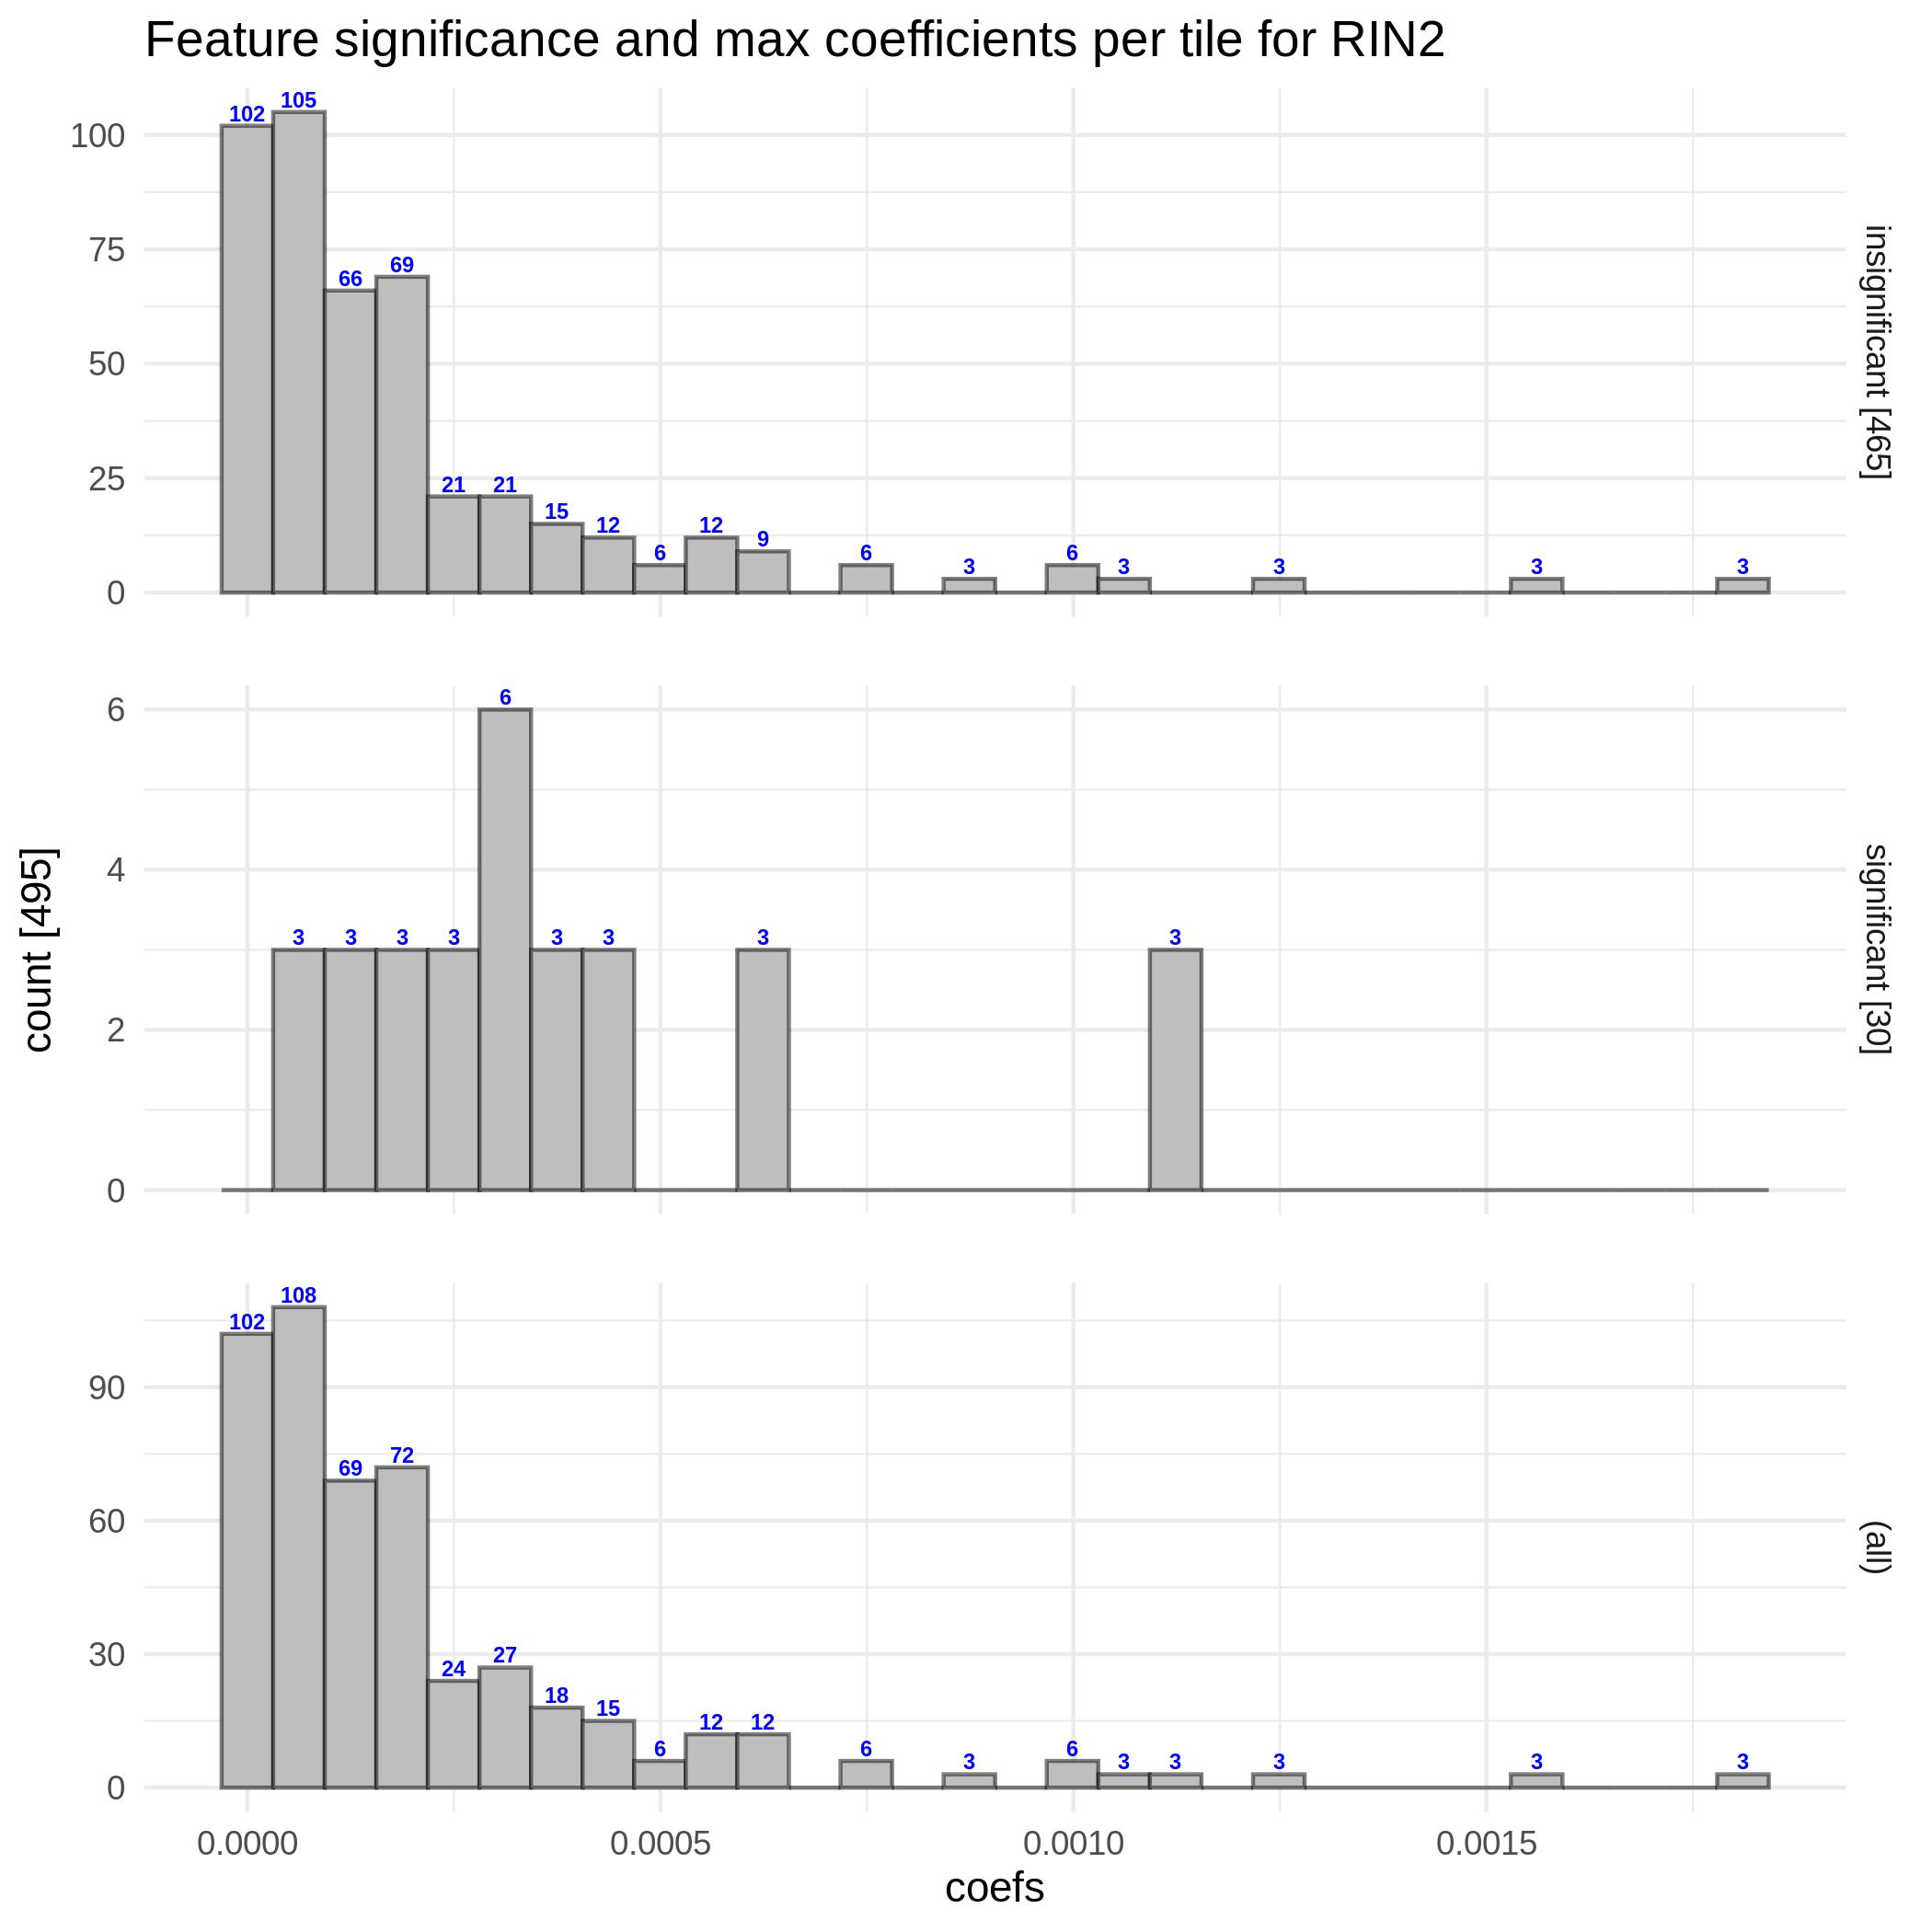 Feature significance and max coefficients per tile for RIN2
102 105 66 69 21 21 15 12 6 12 9 6 3 6 3 3 3 3
100
75
50
25
0
insignificant [465]
3 3 3 3 6 3 3 3 3
6
4
2
0
significant [30]
count [495]
102 108 69 72 24 27 18 15 6 12 12 6 3 6 3 3 3 3 3
90
60
30
0
(all)
0.0000 0.0005 0.0010 0.0015
coefs